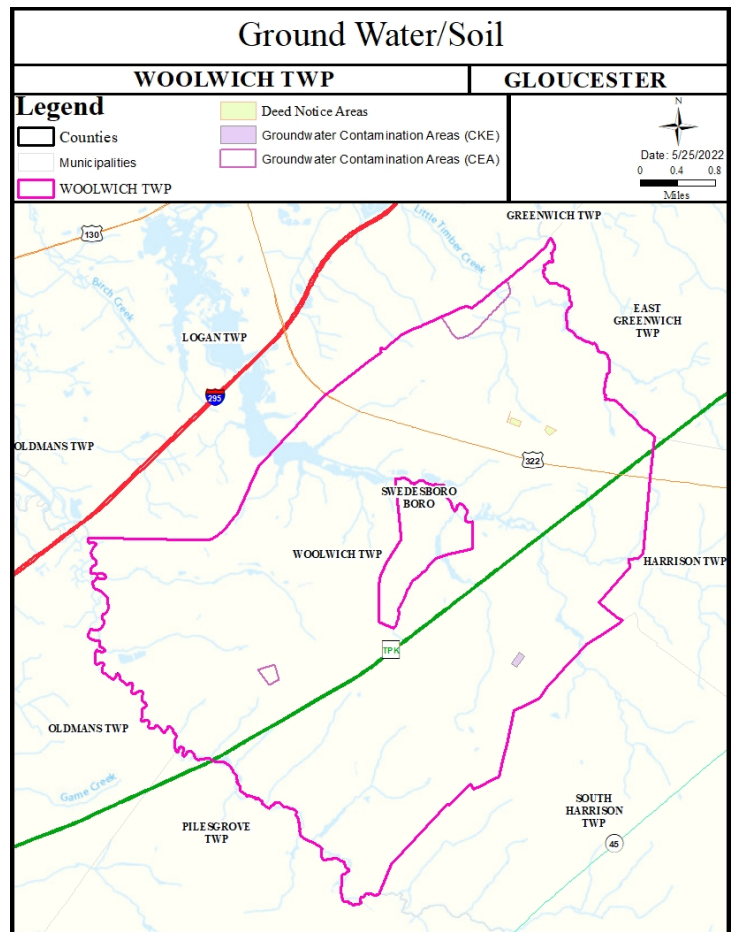 Ground Water/Soil
WOOLWICH TWP
GLOUCESTER
Legend
Counties
Municipalities
WOOLWICH TWP
Deed Notice Areas
Groundwater Contamination Areas (CKE)
Groundwater Contamination Areas (CEA)
N
Date: 5/25/2022
0 0.4 0.8
Miles
GREENWICH TWP
Little Timber Creek
130
Birch Creek
EAST
GREENWICH
TWP
LOGAN TWP
295
OLDMANS TWP
322
SWEDESBORO
BORO
WOOLWICH TWP
HARRISON TWP
TPK
OLDMANS TWP
Game Creek
PILESGROVE
TWP
SOUTH
HARRISON
TWP
45